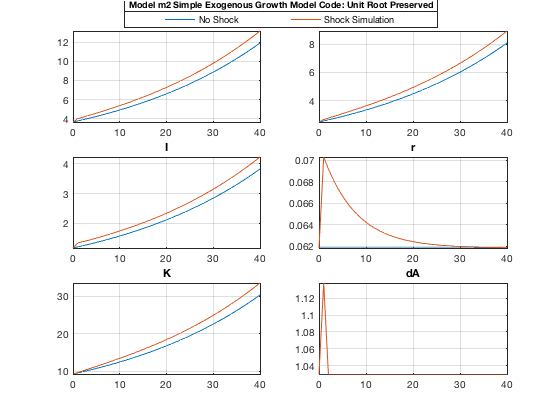 Model m2 Simple Exogenous Growth Model Code: Unit Root Preserved
No Shock Shock Simulation
12
10
8
6
4
0 10 20 30 40
8
6
4
0 10 20 30 40
I
4
3
2
0 10 20 30 40
r
0.07
0.068
0.066
0.064
0.062
0 10 20 30 40
K
30
20
10
0 10 20 30 40
dA
1.12
1.1
1.08
1.06
1.04
0 10 20 30 40